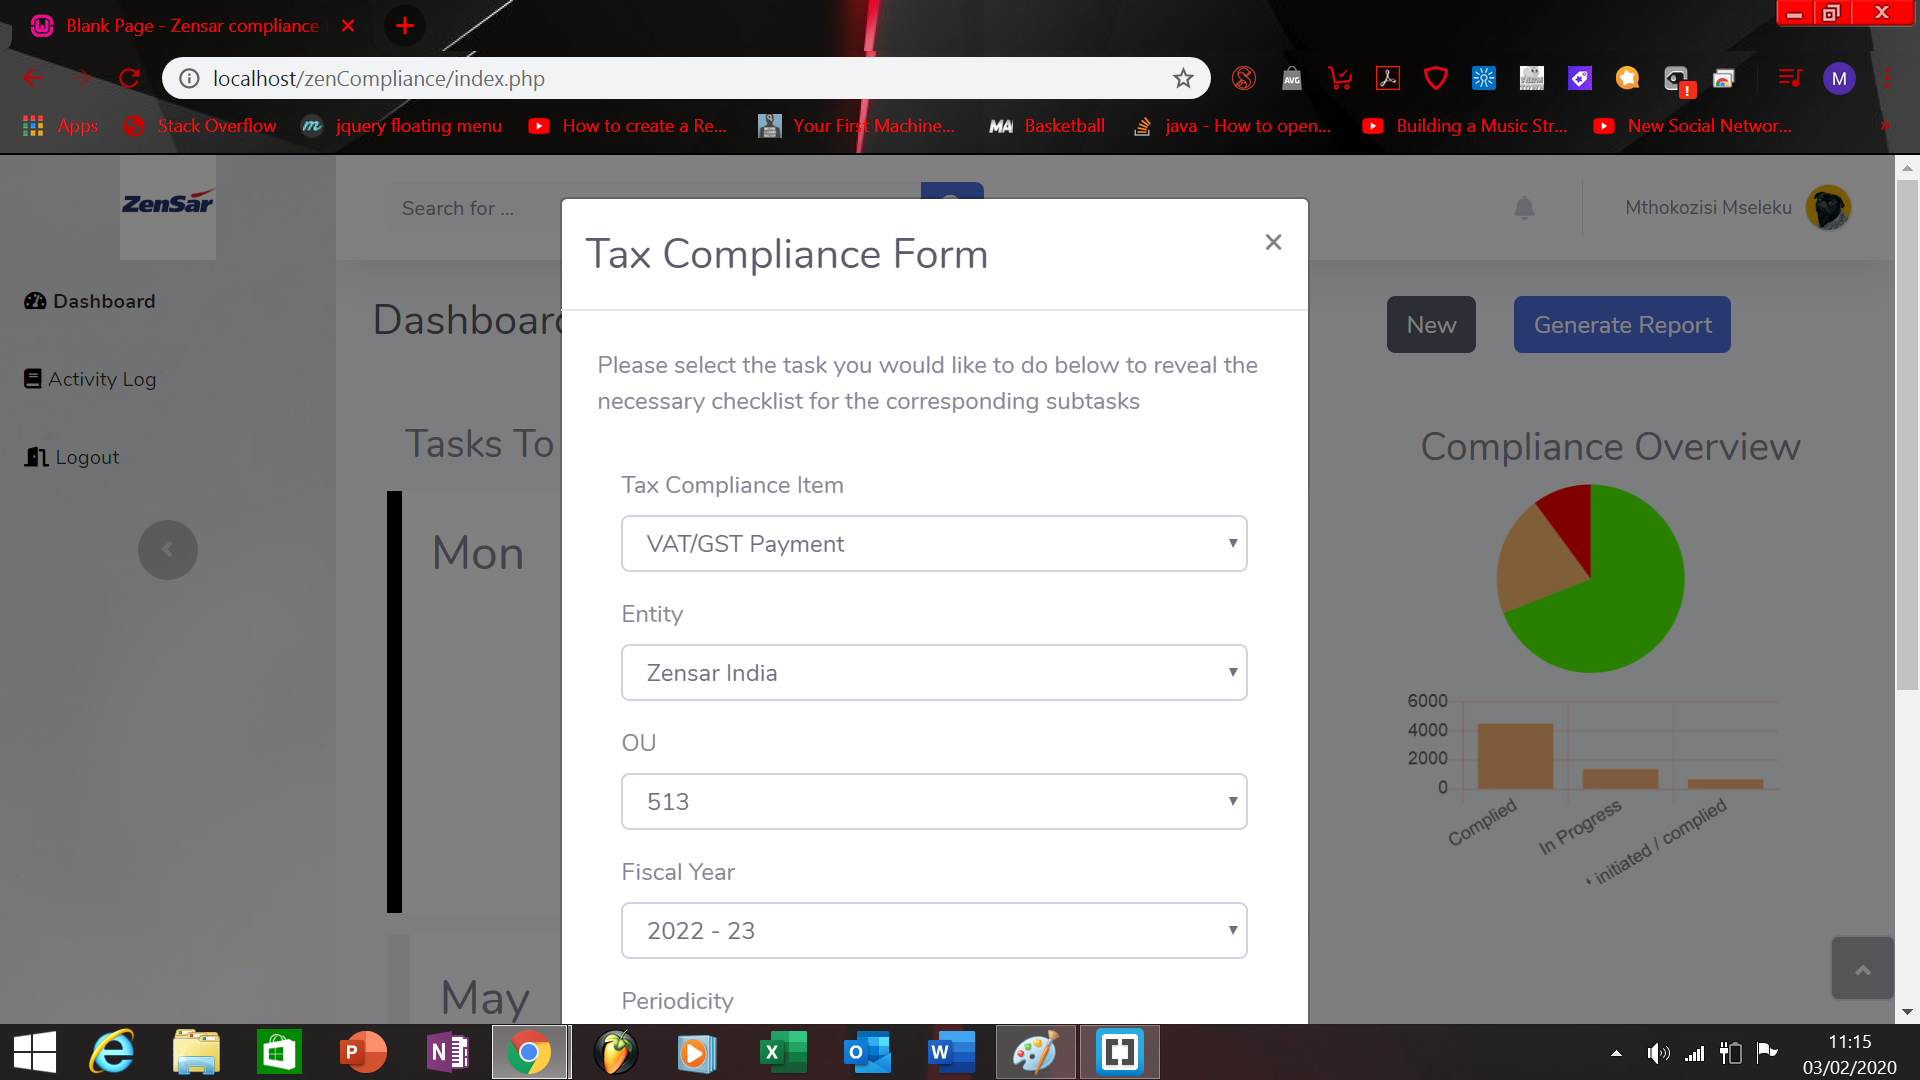 Blank Page - Zensar compliance
localhost/zenCompliance/index.php
AVG
M
Apps
Stack Overflow
jquery floating menu
How to create a Re...
Your First Machine...
MA Basketball
java - How to open...
Building a Music Str...
New Social Networ...
ZenSar
Search for ...
Mthokozisi Mseleku
Tax Compliance Form
×
Dashboard
Activity Log
Logout
Dashboard
New
Generate Report
Please select the task you would like to do below to reveal the
necessary checklist for the corresponding subtasks
Tasks To
Compliance Overview
Tax Compliance Item
VAT/GST Payment
Mon
Entity
Zensar India
OU
513
Fiscal Year
2022 - 23
May
Periodicity
6000
4000
2000
0
Complied
In Progress
initiated / complied
11:15
03/02/2020